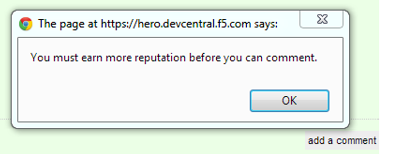 The page at https://hero.devcentral.f5.com says:
You must earn more reputation before you can comment.
OK
add a comment